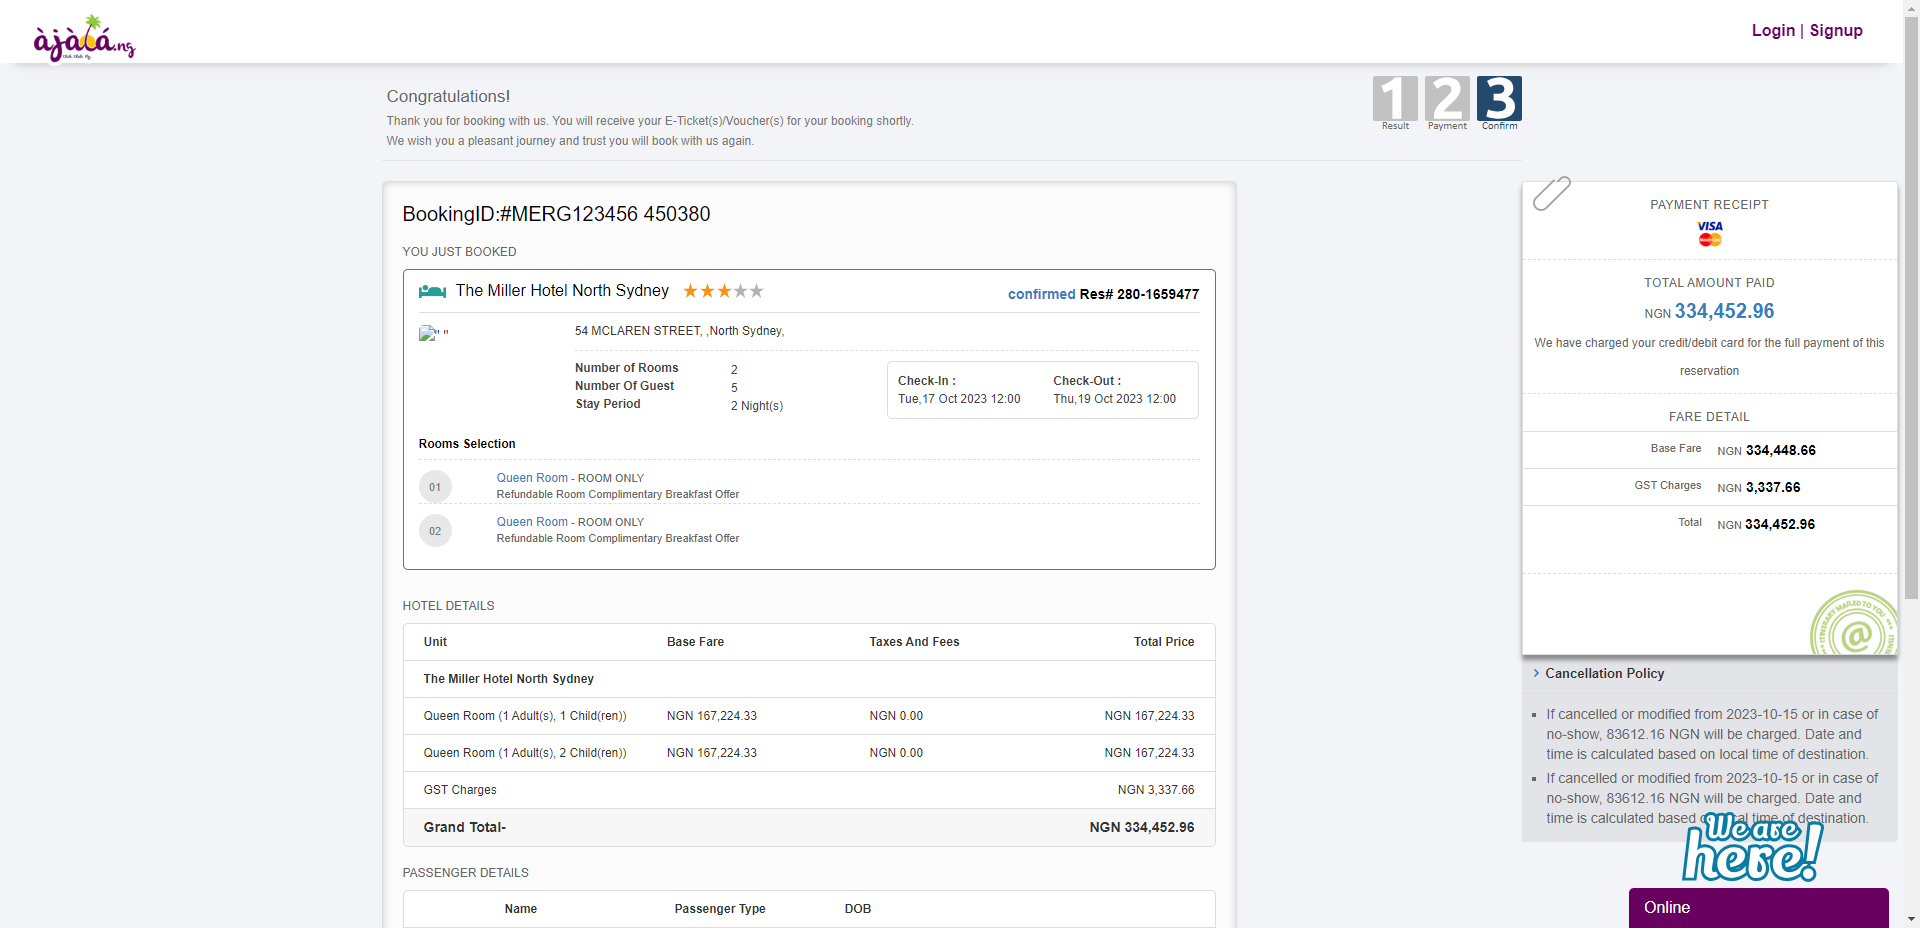 àjàlá.ng
Login | Signup
Congratulations!
Thank you for booking with us. You will receive your E-Ticket(s)/Voucher(s) for your booking shortly.
We wish you a pleasant journey and trust you will book with us again.
1 2 3
Result Payment Confirm
BookingID:#MERG123456 450380
YOU JUST BOOKED
The Miller Hotel North Sydney
confirmed Res# 280-1659477
" "
54 MCLAREN STREET, ,North Sydney,
Number of Rooms 2
Number Of Guest 5
Stay Period 2 Night(s)
Check-In : Check-Out :
Tue,17 Oct 2023 12:00 Thu,19 Oct 2023 12:00
Rooms Selection
01 Queen Room - ROOM ONLY
Refundable Room Complimentary Breakfast Offer
02 Queen Room - ROOM ONLY
Refundable Room Complimentary Breakfast Offer
HOTEL DETAILS
Unit Base Fare Taxes And Fees Total Price
The Miller Hotel North Sydney
Queen Room (1 Adult(s), 1 Child(ren)) NGN 167,224.33 NGN 0.00 NGN 167,224.33
Queen Room (1 Adult(s), 2 Child(ren)) NGN 167,224.33 NGN 0.00 NGN 167,224.33
GST Charges NGN 3,337.66
Grand Total- NGN 334,452.96
PASSENGER DETAILS
Name Passenger Type DOB
PAYMENT RECEIPT
VISA
TOTAL AMOUNT PAID
NGN 334,452.96
We have charged your credit/debit card for the full payment of this
reservation
FARE DETAIL
Base Fare NGN 334,448.66
GST Charges NGN 3,337.66
Total NGN 334,452.96
ITINERARY MAILED TO YOU
@
Cancellation Policy
If cancelled or modified from 2023-10-15 or in case of
no-show, 83612.16 NGN will be charged. Date and
time is calculated based on local time of destination.
If cancelled or modified from 2023-10-15 or in case of
no-show, 83612.16 NGN will be charged. Date and
time is calculated based of destination.
We are
here!
Online